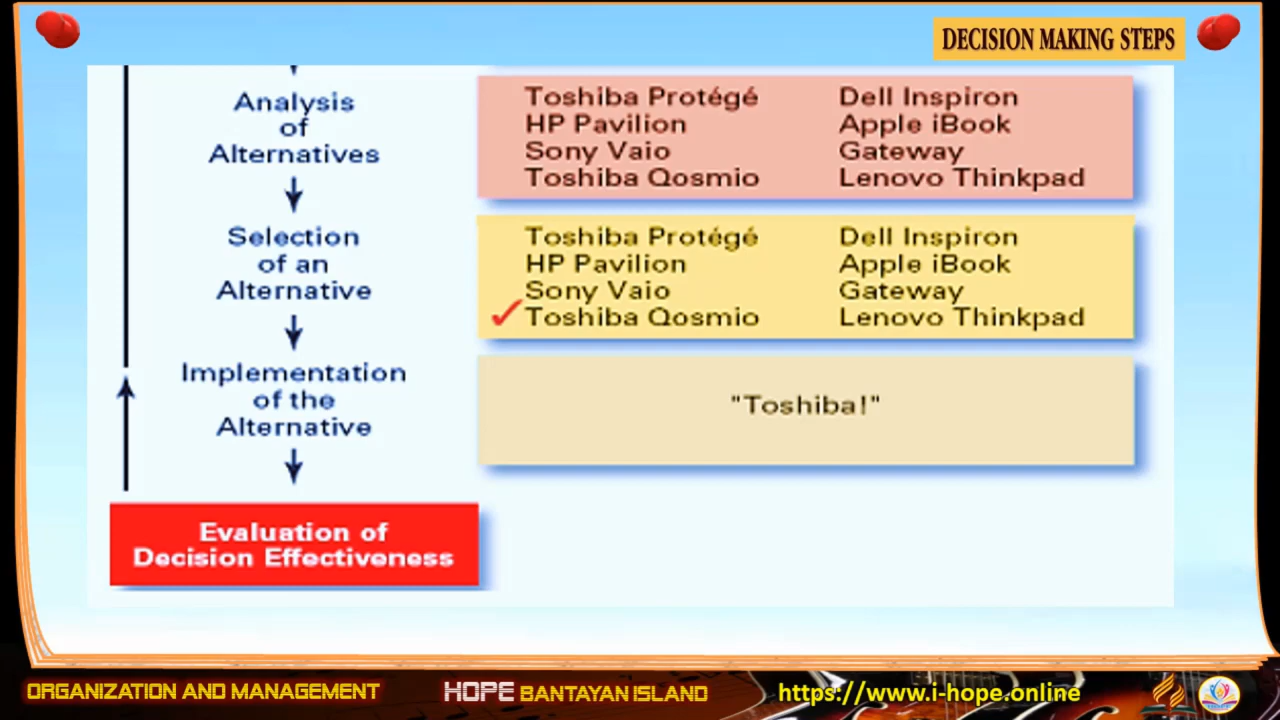 DECISION MAKING STEPS
Analysis
of
Alternatives
Toshiba Protégé
HP Pavilion
Sony Vaio
Toshiba Qosmio
Dell Inspiron
Apple iBook
Gateway
Lenovo Thinkpad
Selection
of an
Alternative
Toshiba Protégé
HP Pavilion
Sony Vaio
Toshiba Qosmio
Dell Inspiron
Apple iBook
Gateway
Lenovo Thinkpad
Implementation
of the
Alternative
"Toshiba!"
Evaluation of
Decision Effectiveness
ORGANIZATION AND MANAGEMENT
HOPE BANTAYAN ISLAND
https://www.i-hope.online